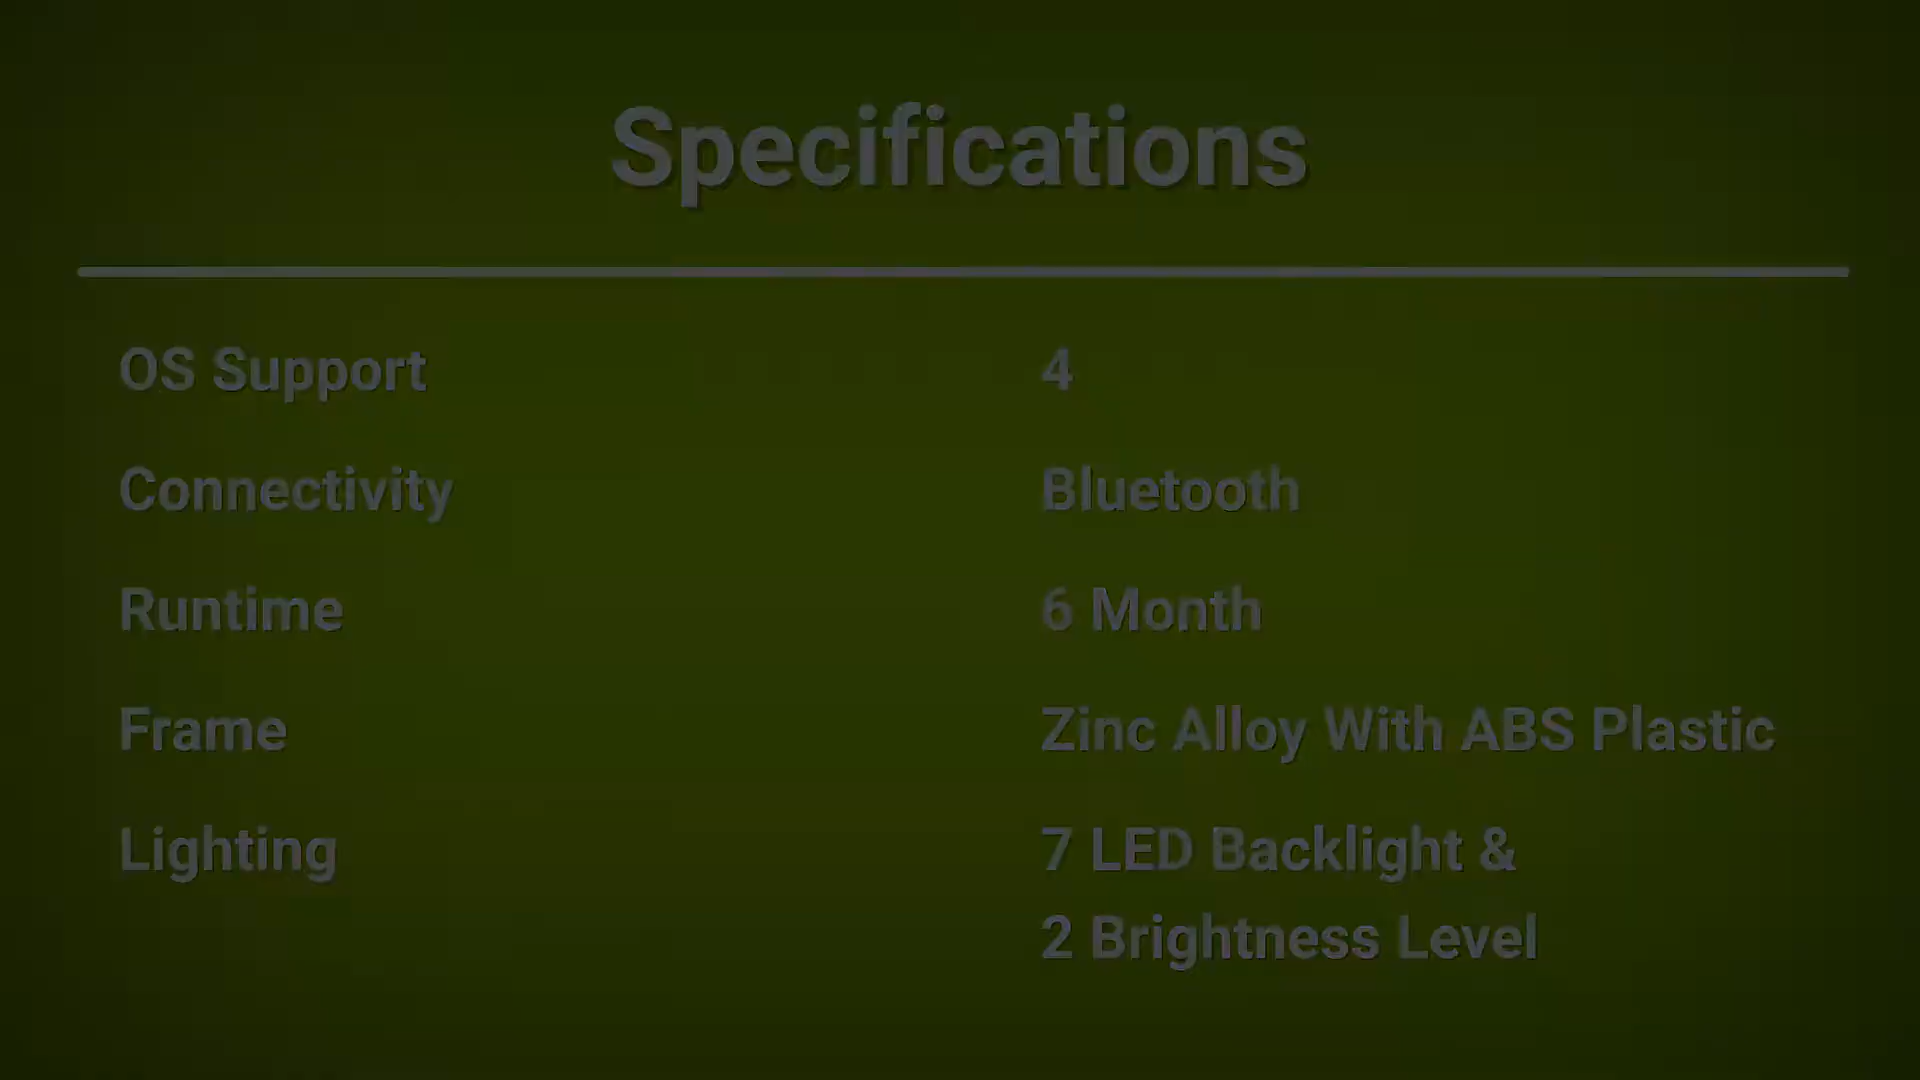 Specifications
OS Support 4
Connectivity Bluetooth
Runtime 6 Month
Frame Zinc Alloy With ABS Plastic
Lighting 7 LED Backlight &
2 Brightness Level